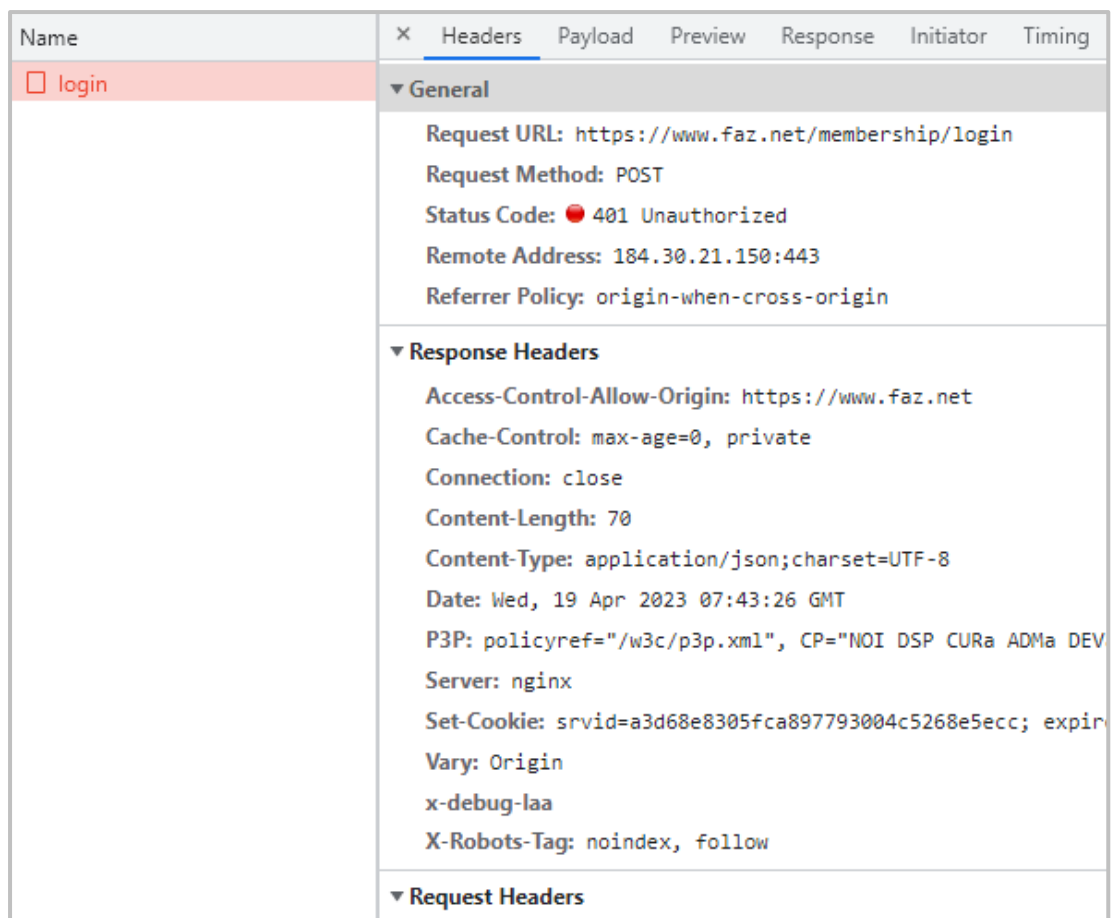 Name
× Headers Payload Preview Response Initiator Timing
login
▼ General
Request URL: https://www.faz.net/membership/login
Request Method: POST
Status Code: 401 Unauthorized
Remote Address: 184.30.21.150:443
Referrer Policy: origin-when-cross-origin
▼ Response Headers
Access-Control-Allow-Origin: https://www.faz.net
Cache-Control: max-age=0, private
Connection: close
Content-Length: 70
Content-Type: application/json;charset=UTF-8
Date: Wed, 19 Apr 2023 07:43:26 GMT
P3P: policyref="/w3c/p3p.xml", CP="NOI DSP CURa ADMa DEV
Server: nginx
Set-Cookie: srvid=a3d68e8305fca897793004c5268e5ecc; expir
Vary: Origin
x-debug-laa
X-Robots-Tag: noindex, follow
▼ Request Headers